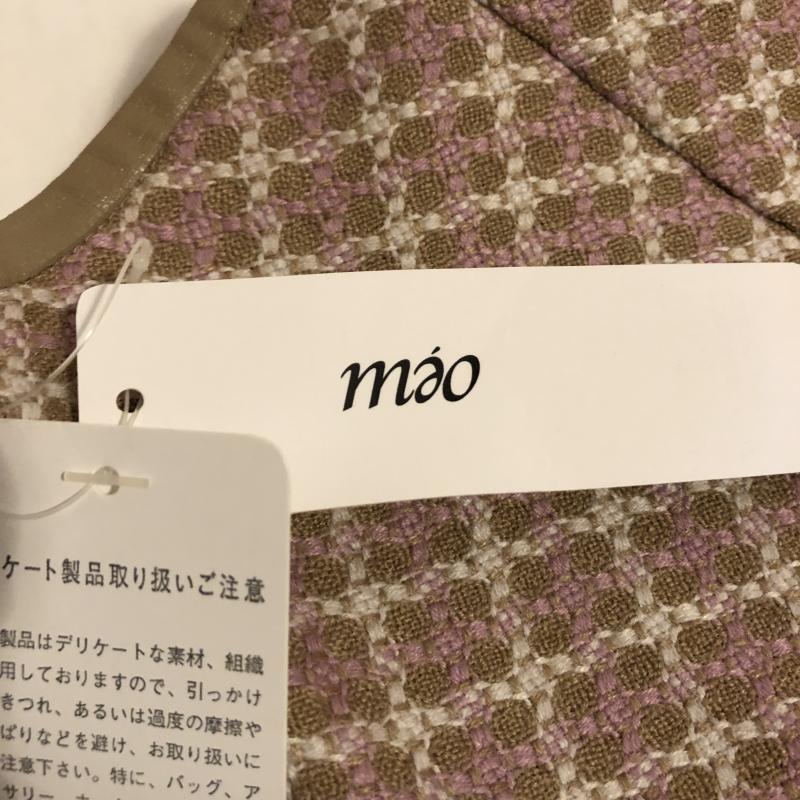 mə́o
ケート製品取り扱いご注意
製品はデリケートな素材、組織
用しておりますので、引っかけ
きつれ、あるいは過度の摩擦や
ばりなどを避け、お取り扱いに
注意下さい。特に、バッグ、ア